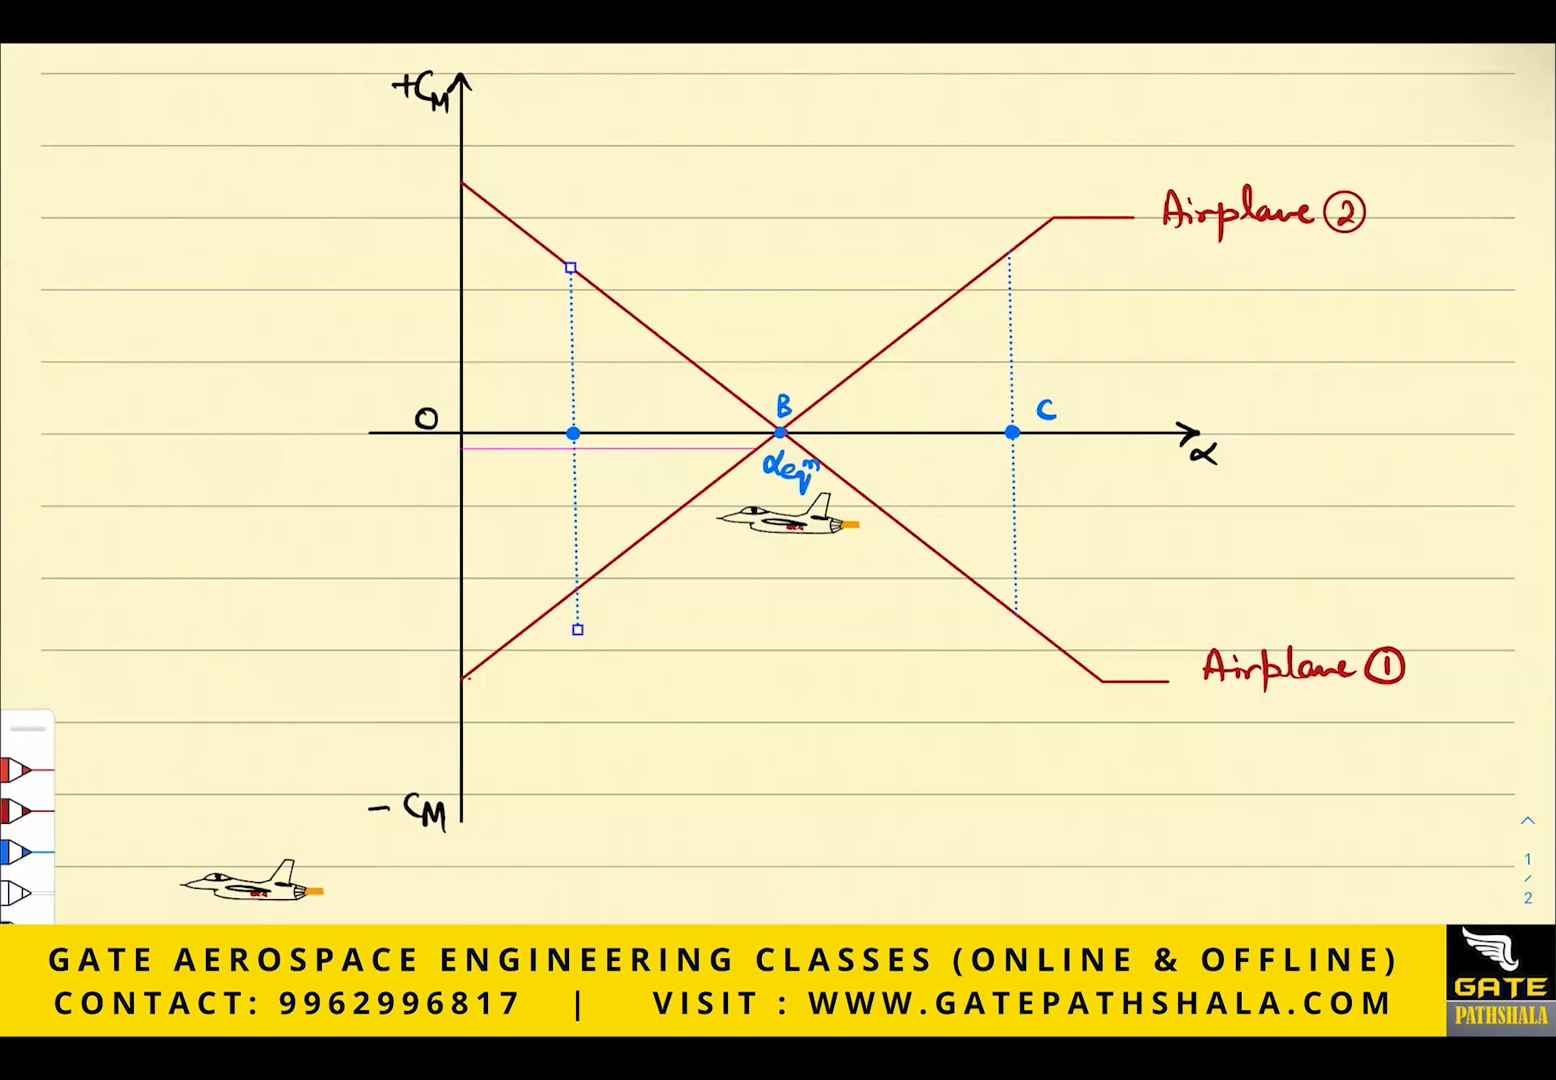 +CM
Airplane 2
B
C
O
αeqm
α
Airplane 1
- CM
1
/
2
GATE AEROSPACE ENGINEERING CLASSES (ONLINE & OFFLINE)
CONTACT: 9962996817 | VISIT : WWW.GATEPATHSHALA.COM
GATE
PATHSHALA